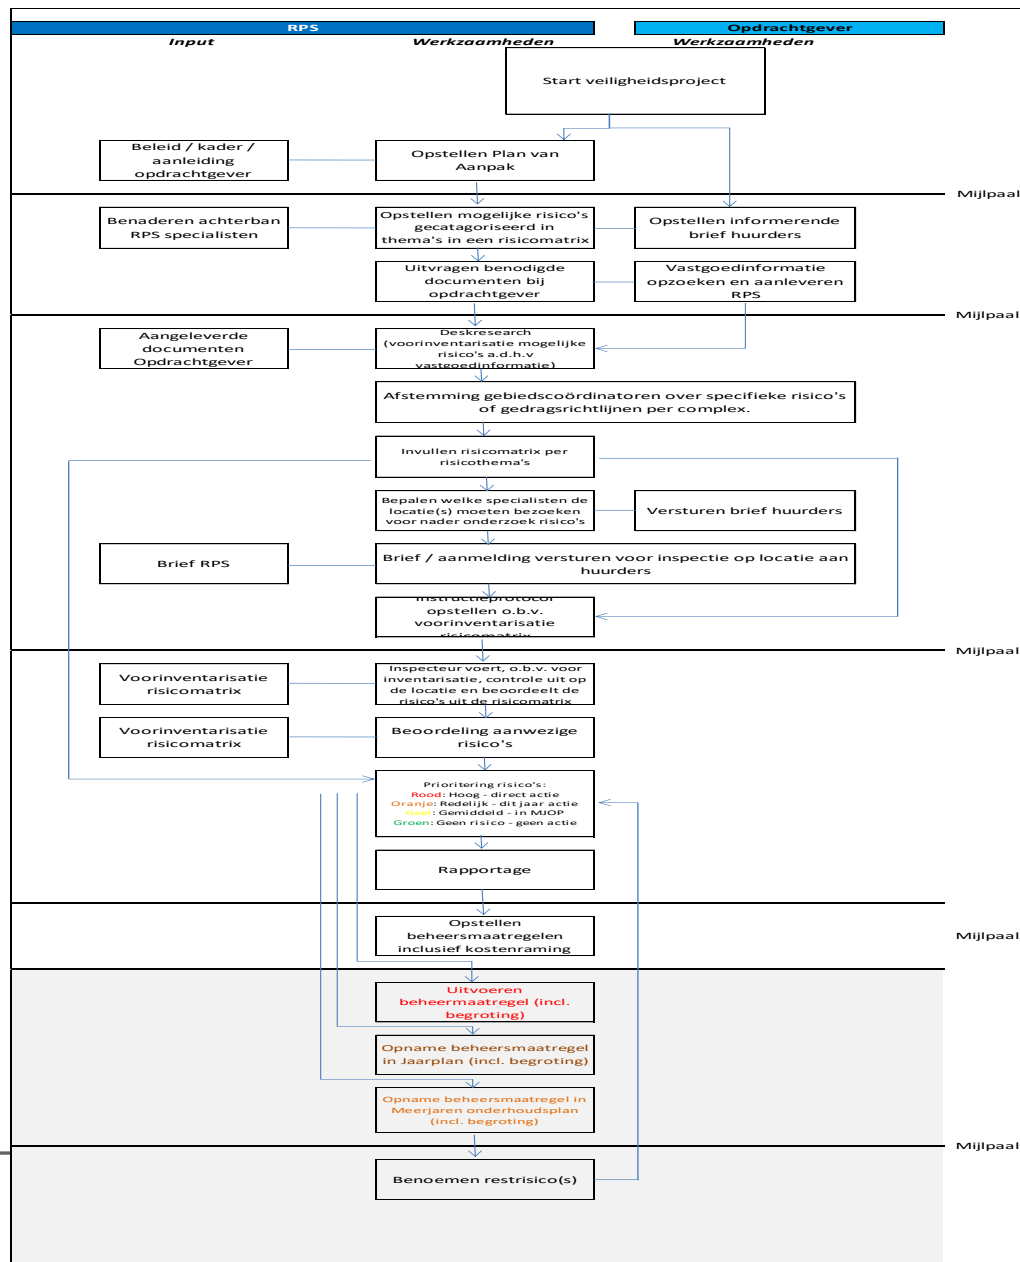 RPS
Opdrachtgever
Input
Werkzaamheden
Werkzaamheden
Start veiligheidsproject
Beleid / kader /
aanleiding
opdrachtgever
Opstellen Plan van
Aanpak
Mijlpaal
Benaderen achterban
RPS specialisten
Opstellen mogelijke risico's
gecatagoriseerd in
thema's in een risicomatrix
Opstellen informerende
brief huurders
Uitvragen benodigde
documenten bij
opdrachtgever
Vastgoedinformatie
opzoeken en aanleveren
RPS
Mijlpaal
Aangeleverde
documenten
Opdrachtgever
Deskresearch
(voorinventarisatie mogelijke
risico's a.d.h.v
vastgoedinformatie)
Afstemming gebiedscoördinatoren over specifieke risico's
of gedragsrichtlijnen per complex.
Invullen risicomatrix per
risicothema's
Bepalen welke specialisten de
locatie(s) moeten bezoeken
voor nader onderzoek risico's
Versturen brief huurders
Brief RPS
Brief / aanmelding versturen voor inspectie op locatie aan
huurders
Instructieprotocol
opstellen o.b.v.
voorinventarisatie
risicomatrix
Mijlpaal
Voorinventarisatie
risicomatrix
Inspecteur voert, o.b.v. voor
inventarisatie, controle uit op
de locatie en beoordeelt de
risico's uit de risicomatrix
Voorinventarisatie
risicomatrix
Beoordeling aanwezige
risico's
Prioritering risico's:
Rood: Hoog - direct actie
Oranje: Redelijk - dit jaar actie
Geel: Gemiddeld - in MJOP
Groen: Geen risico - geen actie
Rapportage
Opstellen
beheersmaatregelen
inclusief kostenraming
Mijlpaal
Uitvoeren
beheermaatregel (incl.
begroting)
Opname beheersmaatregel
in Jaarplan (incl. begroting)
Opname beheersmaatregel in
Meerjaren onderhoudsplan
(incl. begroting)
Mijlpaal
Benoemen restrisico(s)